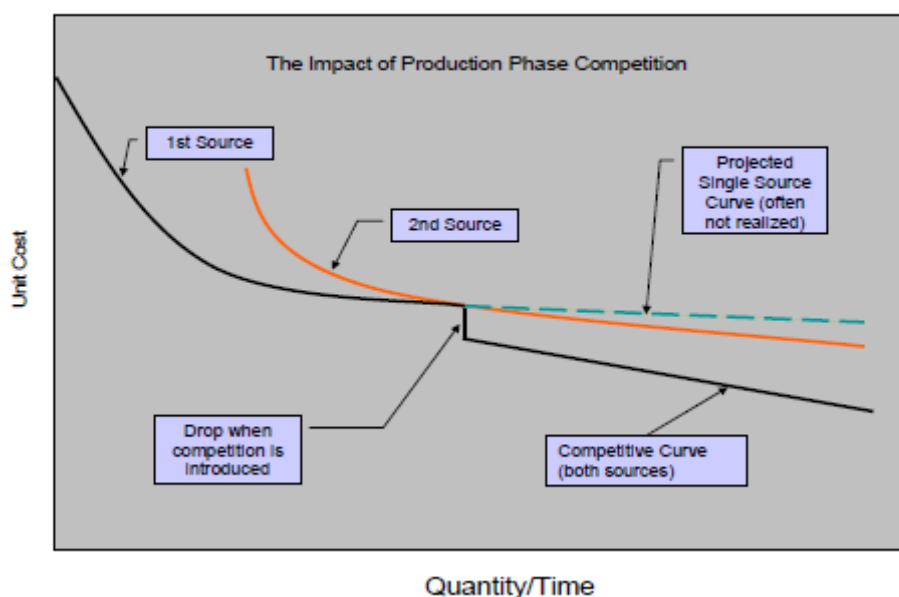 The Impact of Production Phase Competition
1st Source
2nd Source
Projected
Single Source
Curve (often
not realized)
Unit Cost
Drop when
competition is
introduced
Competitive Curve
(both sources)
Quantity/Time